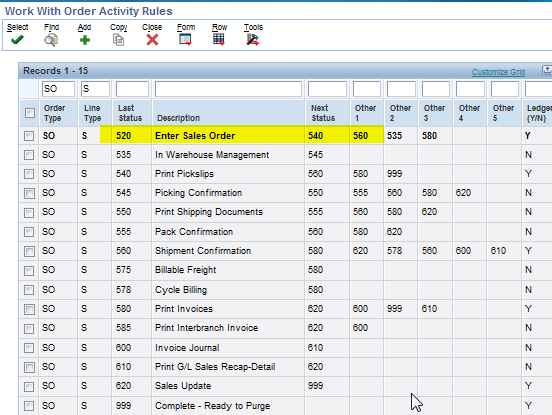 Work With Order Activity Rules
Select Find Add Copy Close Form Row Tools
Records 1 - 15 Customize Grid
SO S
Order Type Line Type Last Status Description Next Status Other 1 Other 2 Other 3 Other 4 Other 5 Ledger (Y/N)
SO S 520 Enter Sales Order 540 560 535 580 Y
SO S 535 In Warehouse Management 545 N
SO S 540 Print Pickslips 560 580 999 Y
SO S 545 Picking Confirmation 550 555 560 580 620 N
SO S 550 Print Shipping Documents 555 560 580 620 N
SO S 555 Pack Confirmation 560 580 620 N
SO S 560 Shipment Confirmation 580 620 578 560 600 610 Y
SO S 575 Billable Freight 580 N
SO S 578 Cycle Billing 580 N
SO S 580 Print Invoices 620 600 999 610 Y
SO S 585 Print Interbranch Invoice 620 600 N
SO S 600 Invoice Journal 610 N
SO S 610 Print G/L Sales Recap-Detail 620 N
SO S 620 Sales Update 999 Y
SO S 999 Complete - Ready to Purge Y